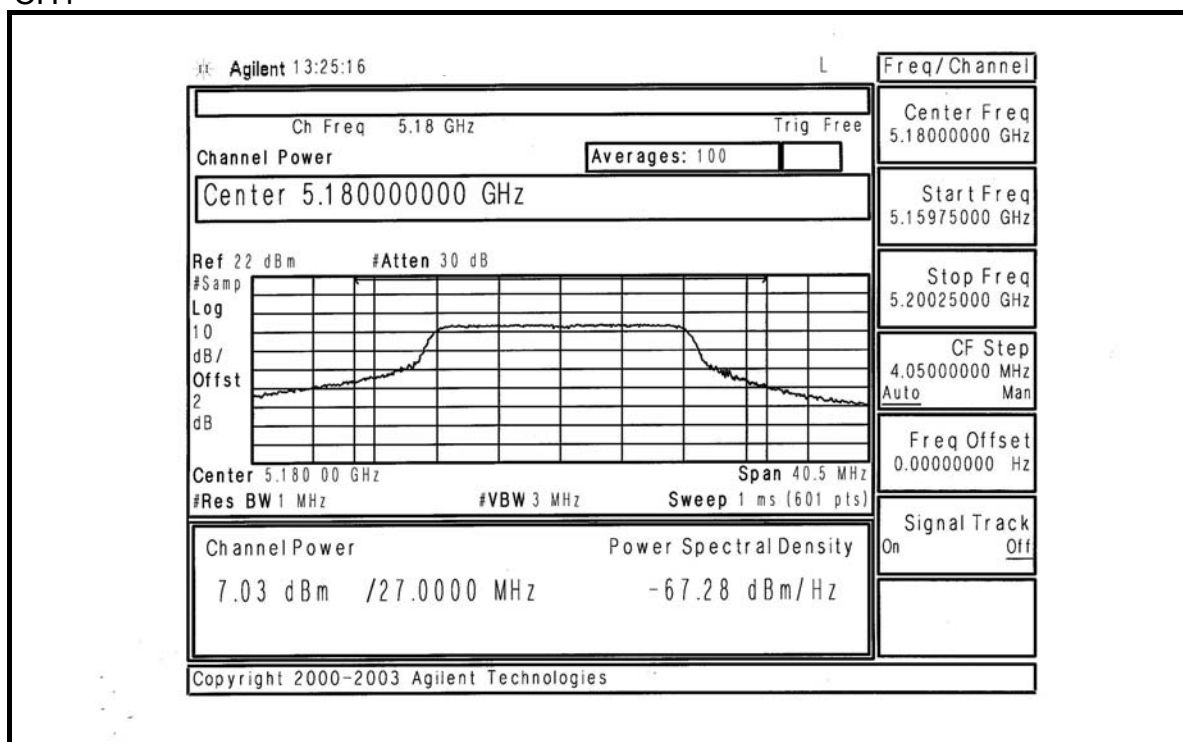 Agilent 13:25:16 L
Freq/Channel
Ch Freq 5.18 GHz Trig Free
Channel Power Averages: 100
Center 5.180000000 GHz
Ref 22 dBm #Atten 30 dB
#Samp
Log
10
dB/
Offst
2
dB
Center 5.180 00 GHz Span 40.5 MHz
#Res BW 1 MHz #VBW 3 MHz Sweep 1 ms (601 pts)
Channel Power Power Spectral Density
7.03 dBm /27.0000 MHz -67.28 dBm/Hz
Copyright 2000-2003 Agilent Technologies
Center Freq
5.18000000 GHz
Start Freq
5.15975000 GHz
Stop Freq
5.20025000 GHz
CF Step
4.05000000 MHz
Auto Man
Freq Offset
0.00000000 Hz
Signal Track
On Off